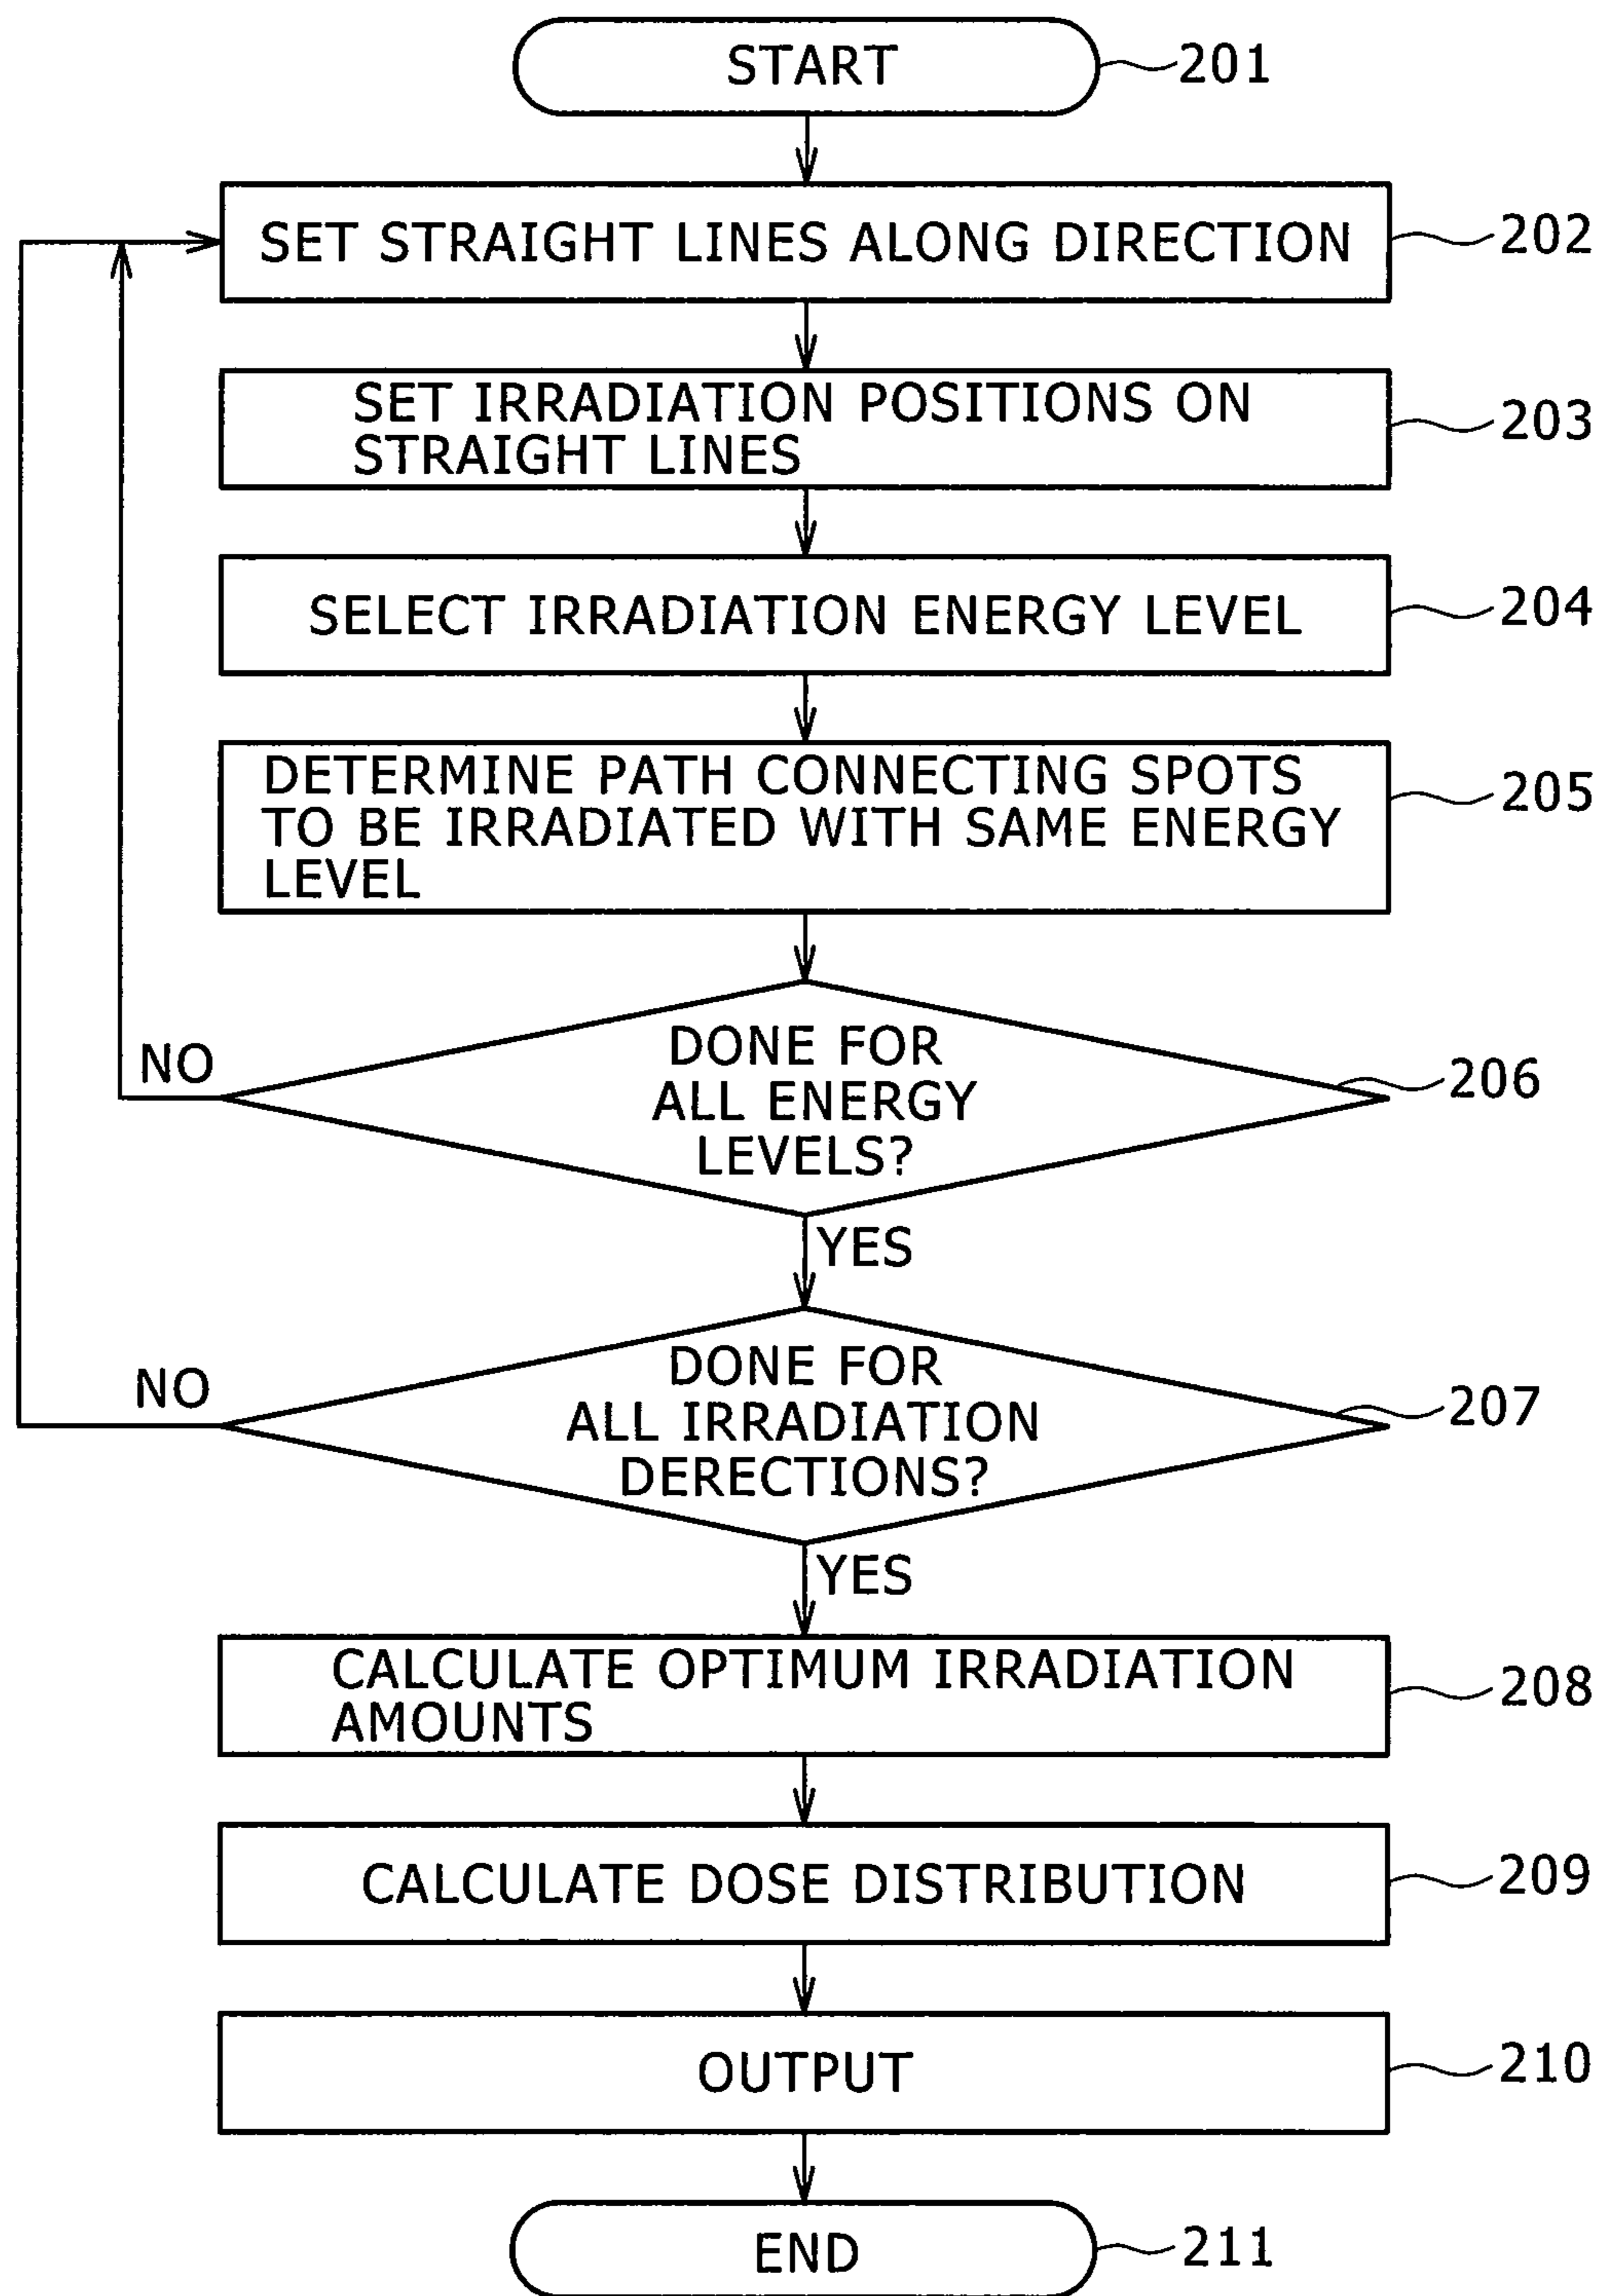 START
201
SET STRAIGHT LINES ALONG DIRECTION
202
SET IRRADIATION POSITIONS ON
STRAIGHT LINES
203
SELECT IRRADIATION ENERGY LEVEL
204
DETERMINE PATH CONNECTING SPOTS
TO BE IRRADIATED WITH SAME ENERGY
LEVEL
205
DONE FOR
ALL ENERGY
LEVELS?
206
NO
YES
DONE FOR
ALL IRRADIATION
DERECTIONS?
207
NO
YES
CALCULATE OPTIMUM IRRADIATION
AMOUNTS
208
CALCULATE DOSE DISTRIBUTION
209
OUTPUT
210
END
211